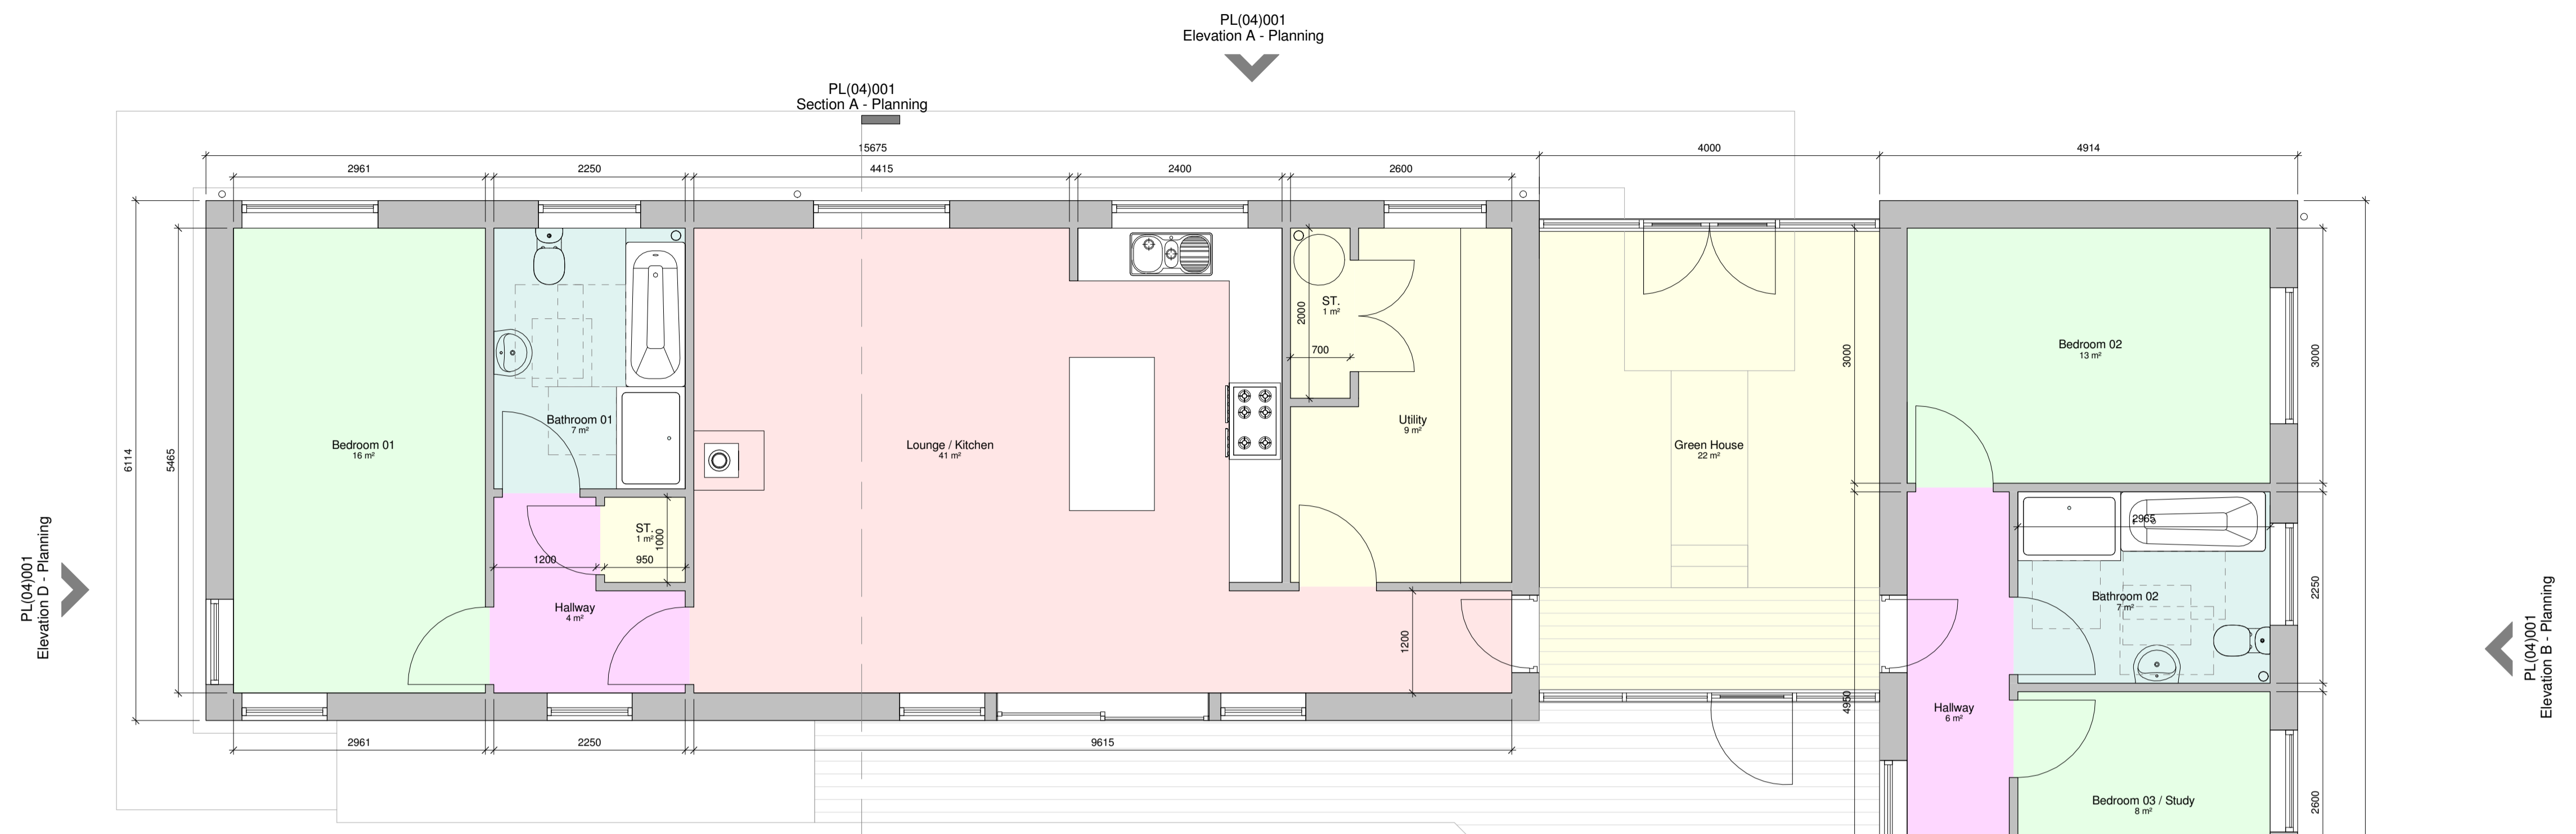 PL(04)001
Elevation A - Planning
PL(04)001
Section A - Planning
15675
4000
4914
2961
2250
4415
2400
2600
6114
5465
2000
ST.
1 m²
700
3000
3000
Bedroom 02
13 m²
Bathroom 01
7 m²
Utility
9 m²
Bedroom 01
16 m²
Lounge / Kitchen
41 m²
Green House
22 m²
ST.
1 m²
1000
1200
950
2965
PL(04)001
Elevation D - Planning
Hallway
4 m²
1200
Bathroom 02
7 m²
2250
PL(04)001
Elevation B - Planning
4950
Hallway
6 m²
2961
2250
9615
Bedroom 03 / Study
8 m²
2600